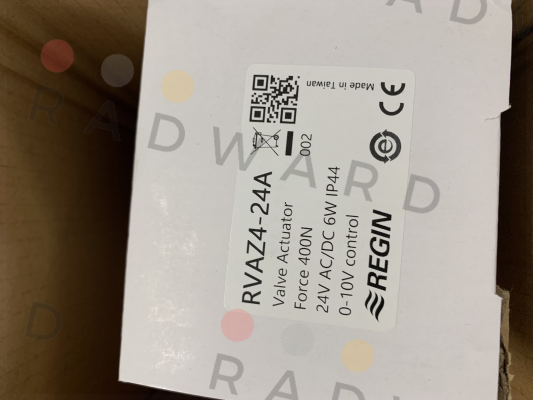 RVAZ4-24A
Valve Actuator
Force 400N
24V AC/DC 6W IP44
0-10V control
REGIN
002
Made in Taiwan
CE
RADWARD
RADWARD
AD
D